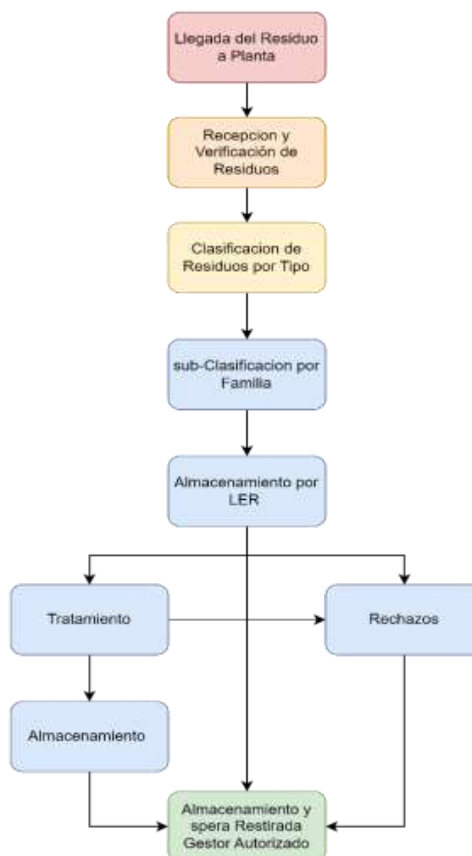 Llegada del Residuo
a Planta
Recepcion y
Verificación de
Residuos
Clasificacion de
Residuos por Tipo
sub-Clasificacion por
Familia
Almacenamiento por
LER
Tratamiento
Rechazos
Almacenamiento
Almacenamiento y
spera Restirada
Gestor Autorizado